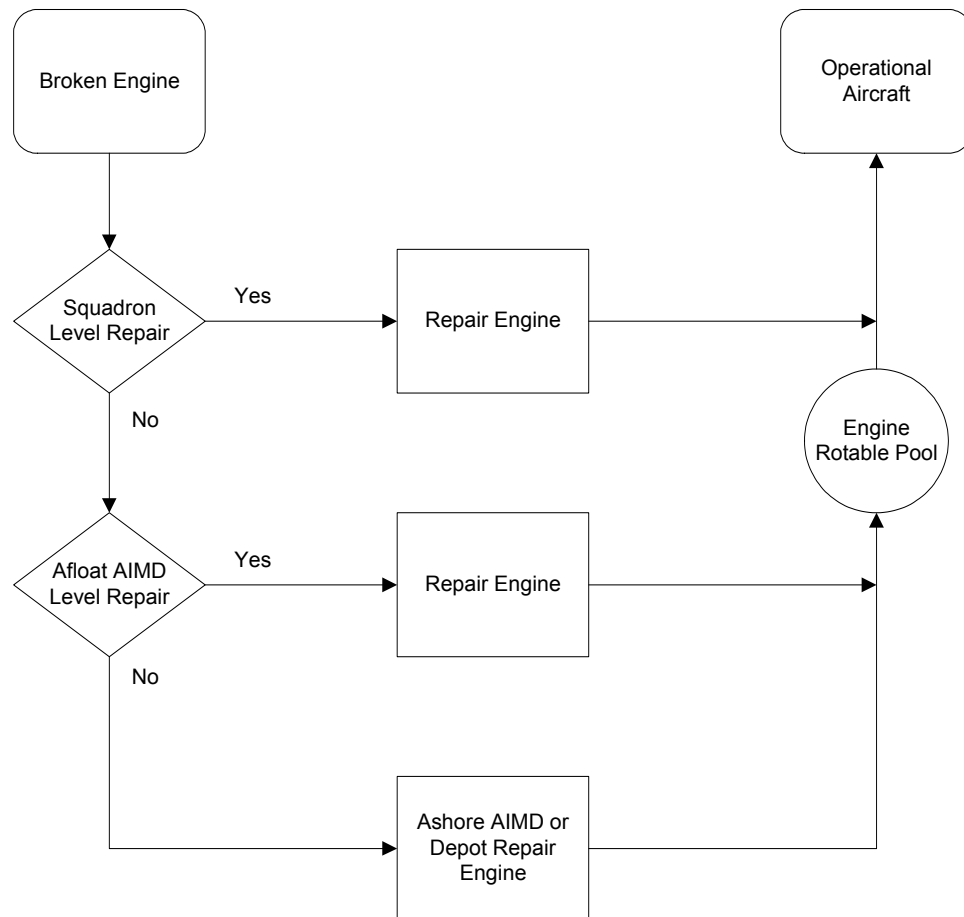 Broken Engine
Operational
Aircraft
Squadron
Level Repair
Yes
Repair Engine
No
Engine
Rotable Pool
Afloat AIMD
Level Repair
Yes
Repair Engine
No
Ashore AIMD or
Depot Repair
Engine